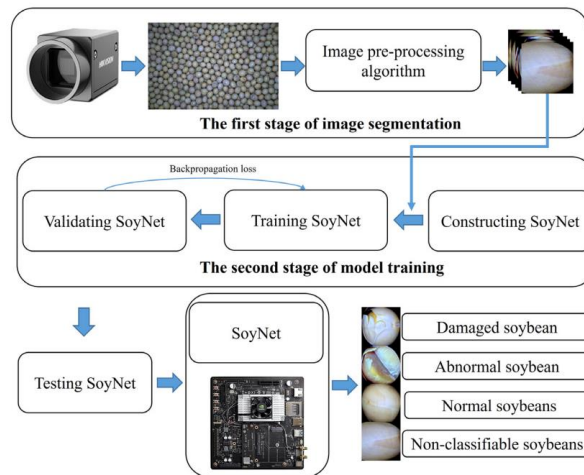 HIKVISION
Image pre-processing
algorithm
The first stage of image segmentation
Backpropagation loss
Validating SoyNet
Training SoyNet
Constructing SoyNet
The second stage of model training
Testing SoyNet
SoyNet
Damaged soybean
Abnormal soybean
Normal soybeans
Non-classifiable soybeans